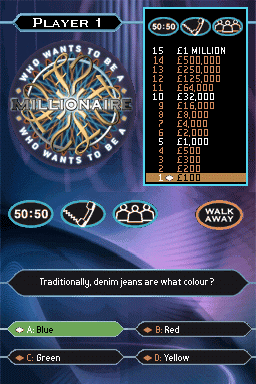 PLAYER 1
WHO WANTS TO BE A
MILLIONAIRE
WHO WANTS TO BE A
50:50
15 £1 MILLION
14 £500,000
13 £250,000
12 £125,000
11 £64,000
10 £32,000
9 £16,000
8 £8,000
7 £4,000
6 £2,000
5 £1,000
4 £500
3 £300
2 £200
1 £100
50:50
WALK
AWAY
Traditionally, denim jeans are what colour?
A: Blue
B: Red
C: Green
D: Yellow